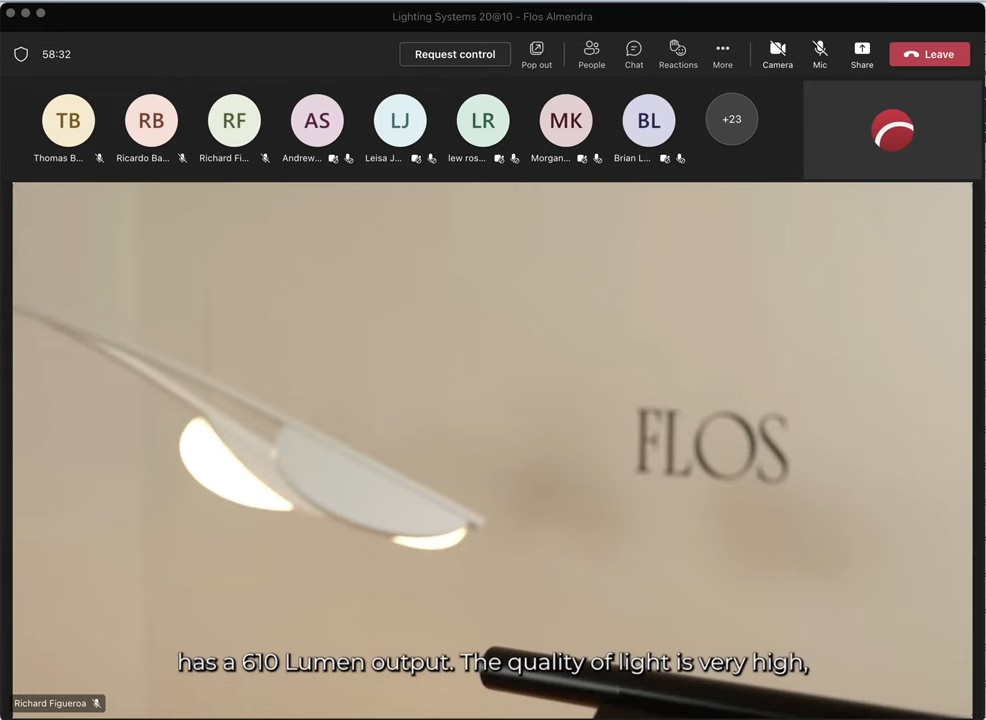 Lighting Systems 20@10 - Flos Almendra
58:32
Request control
Pop out
People
Chat
Reactions
More
Camera
Mic
Share
Leave
TB
RB
RF
AS
LJ
LR
MK
BL
+23
Thomas B...
Ricardo Ba...
Richard Fi...
Andrew...
Leisa J...
lew ros...
Morgan...
Brian L...
FLOS
has a 610 Lumen output. The quality of light is very high,
Richard Figueroa